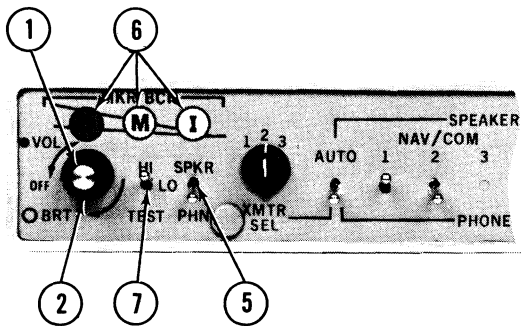 1
6
MKR BCN
M
I
VOL
OFF
BRT
HI
LO
TEST
SPKR
PHN
1 2 3
XMTR
SEL
SPEAKER
NAV/COM
AUTO 1 2 3
PHONE
2
7
5